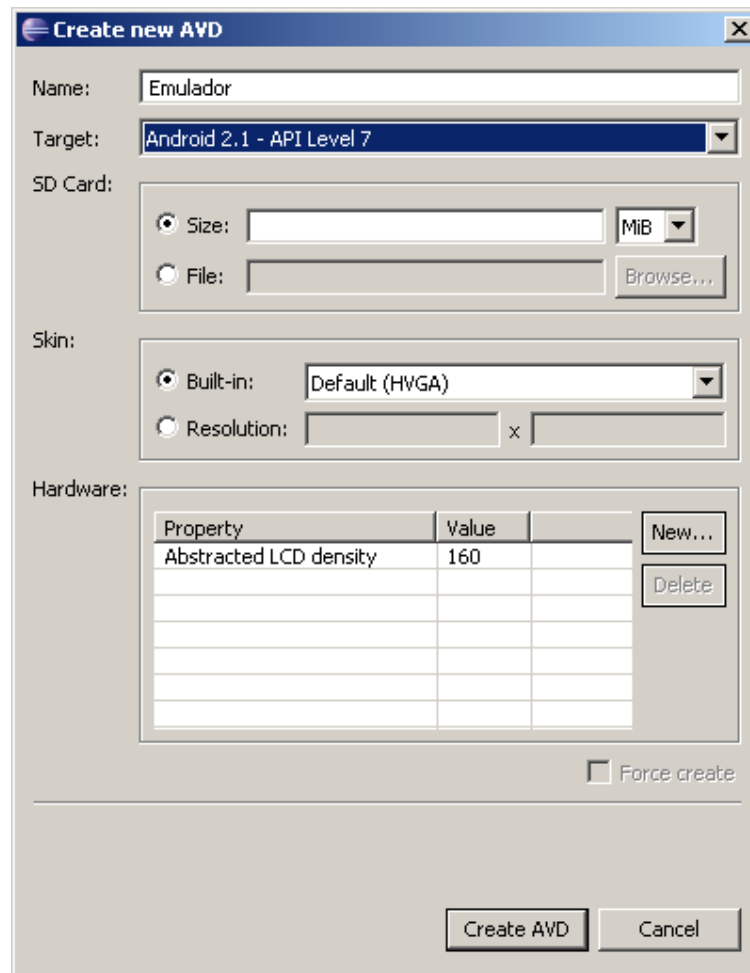 Create new AVD
Name: Emulador
Target: Android 2.1 - API Level 7
SD Card:
Size: MiB
File: Browse...
Skin:
Built-in: Default (HVGA)
Resolution: x
Hardware:
Property Value New...
Abstracted LCD density 160
Delete
Force create
Create AVD Cancel